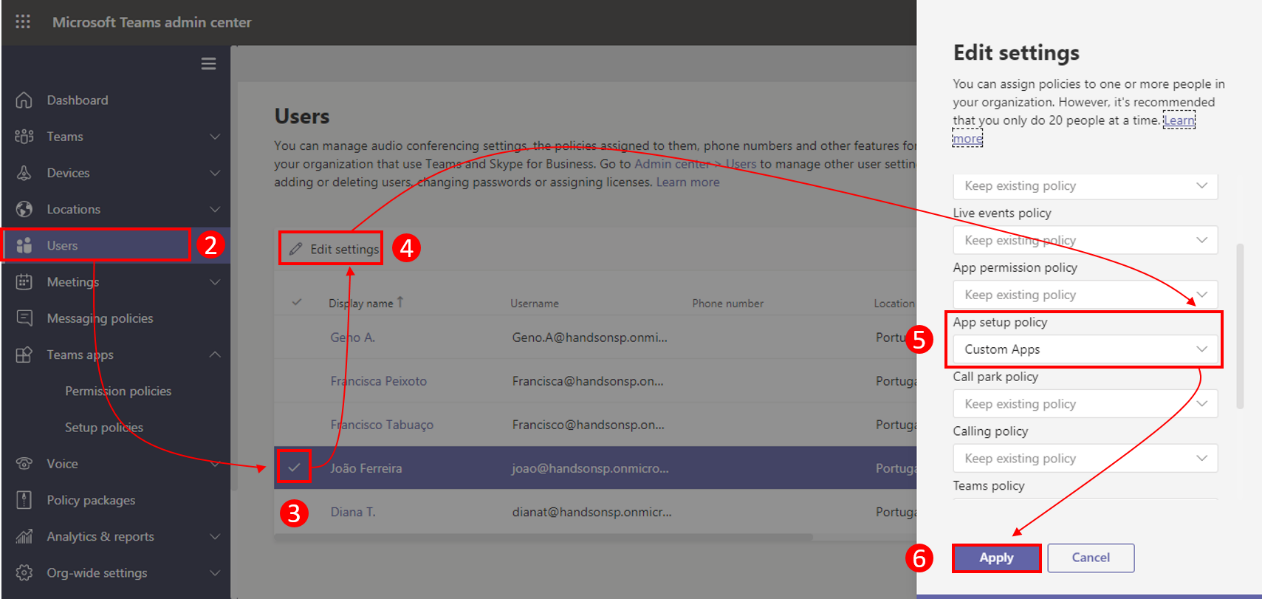 Microsoft Teams admin center
Dashboard
Teams
Devices
Locations
Users
2
Meetings
Messaging policies
Teams apps
Permission policies
Setup policies
Voice
Policy packages
Analytics & reports
Org-wide settings
Users
You can manage audio conferencing settings, the policies assigned to them, phone numbers and other features for
your organization that use Teams and Skype for Business. Go to Admin center > Users to manage other user settin
adding or deleting users, changing passwords or assigning licenses. Learn more
Edit settings
4
Display name ↑ Username Phone number Location
Geno A. Geno.A@handsonsp.onmi... Portu
Francisca Peixoto Francisca@handsonsp.on... Portuga
Francisco Tabuaço Francisco@handsonsp.on... Portuga
João Ferreira joao@handsonsp.onmicro... Portuga
3
Diana T. dianat@handsonsp.onmicr... Portuga
Edit settings
You can assign policies to one or more people in
your organization. However, it's recommended
that you only do 20 people at a time. Learn
more
Keep existing policy
Live events policy
Keep existing policy
App permission policy
Keep existing policy
5
App setup policy
Custom Apps
Call park policy
Keep existing policy
Calling policy
Keep existing policy
Teams policy
6
Apply
Cancel